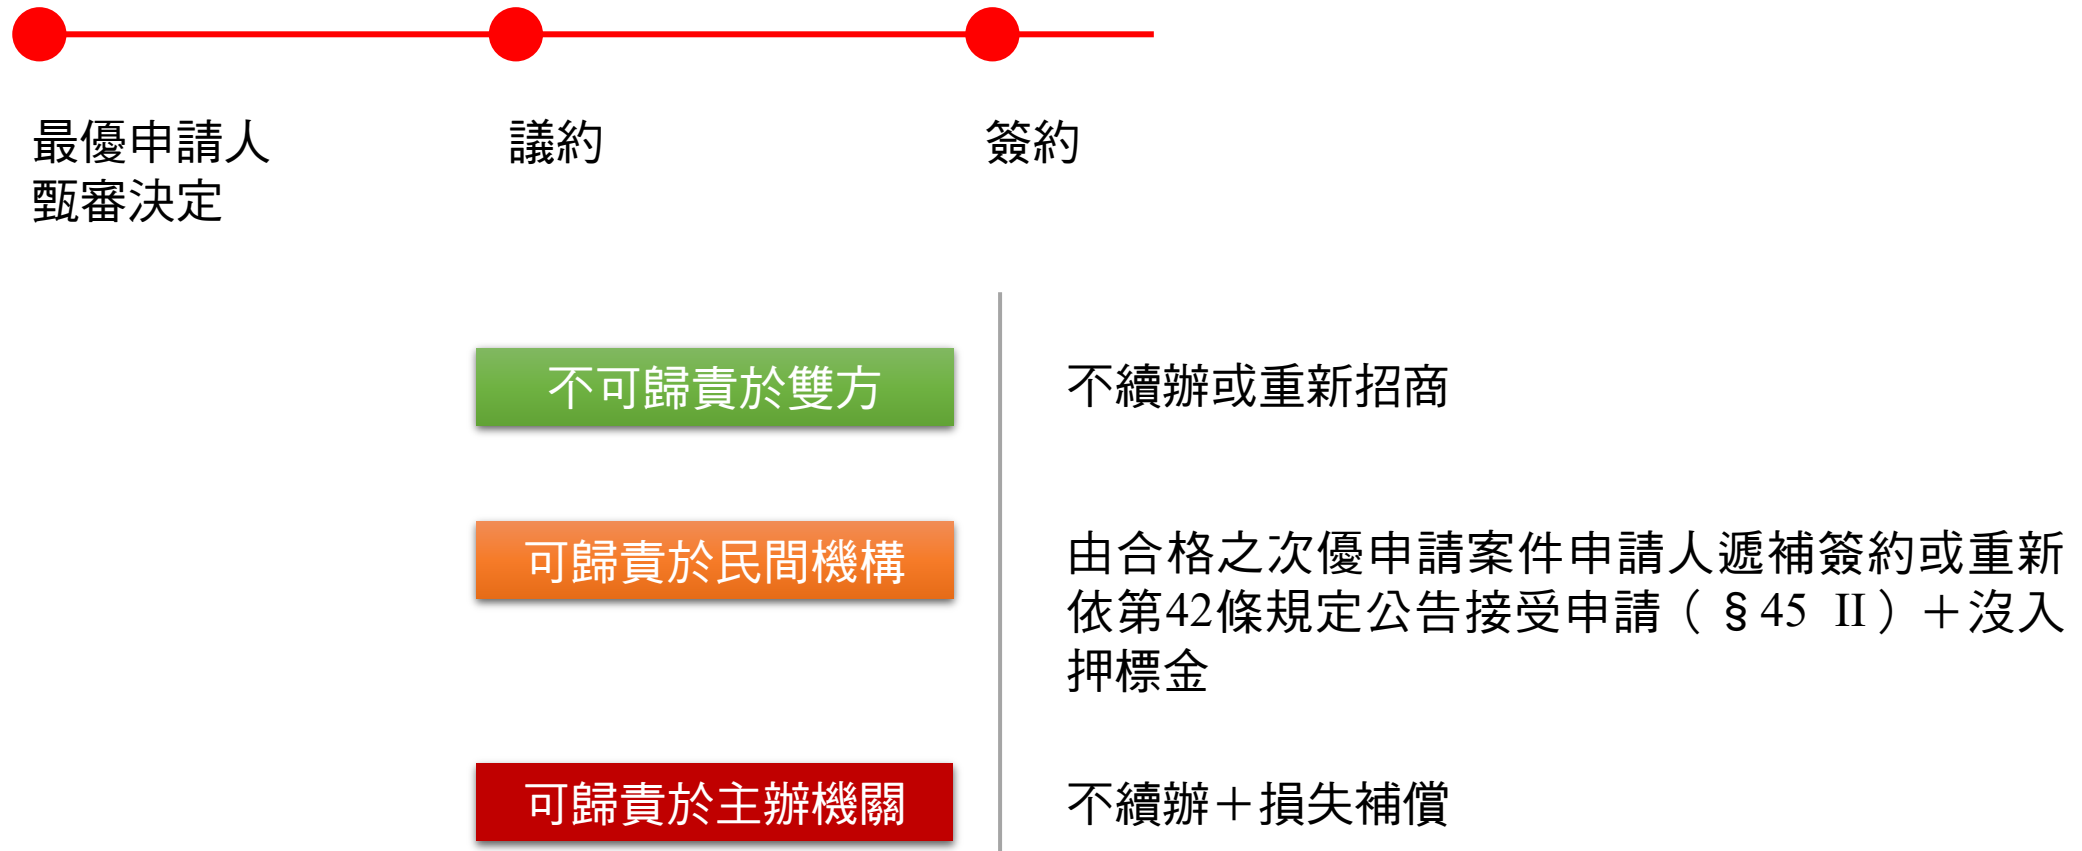 最優申請人
甄審決定
議約
簽約
不可歸責於雙方
不續辦或重新招商
可歸責於民間機構
由合格之次優申請案件申請人遞補簽約或重新
依第42條規定公告接受申請（§45 II）＋沒入
押標金
可歸責於主辦機關
不續辦＋損失補償